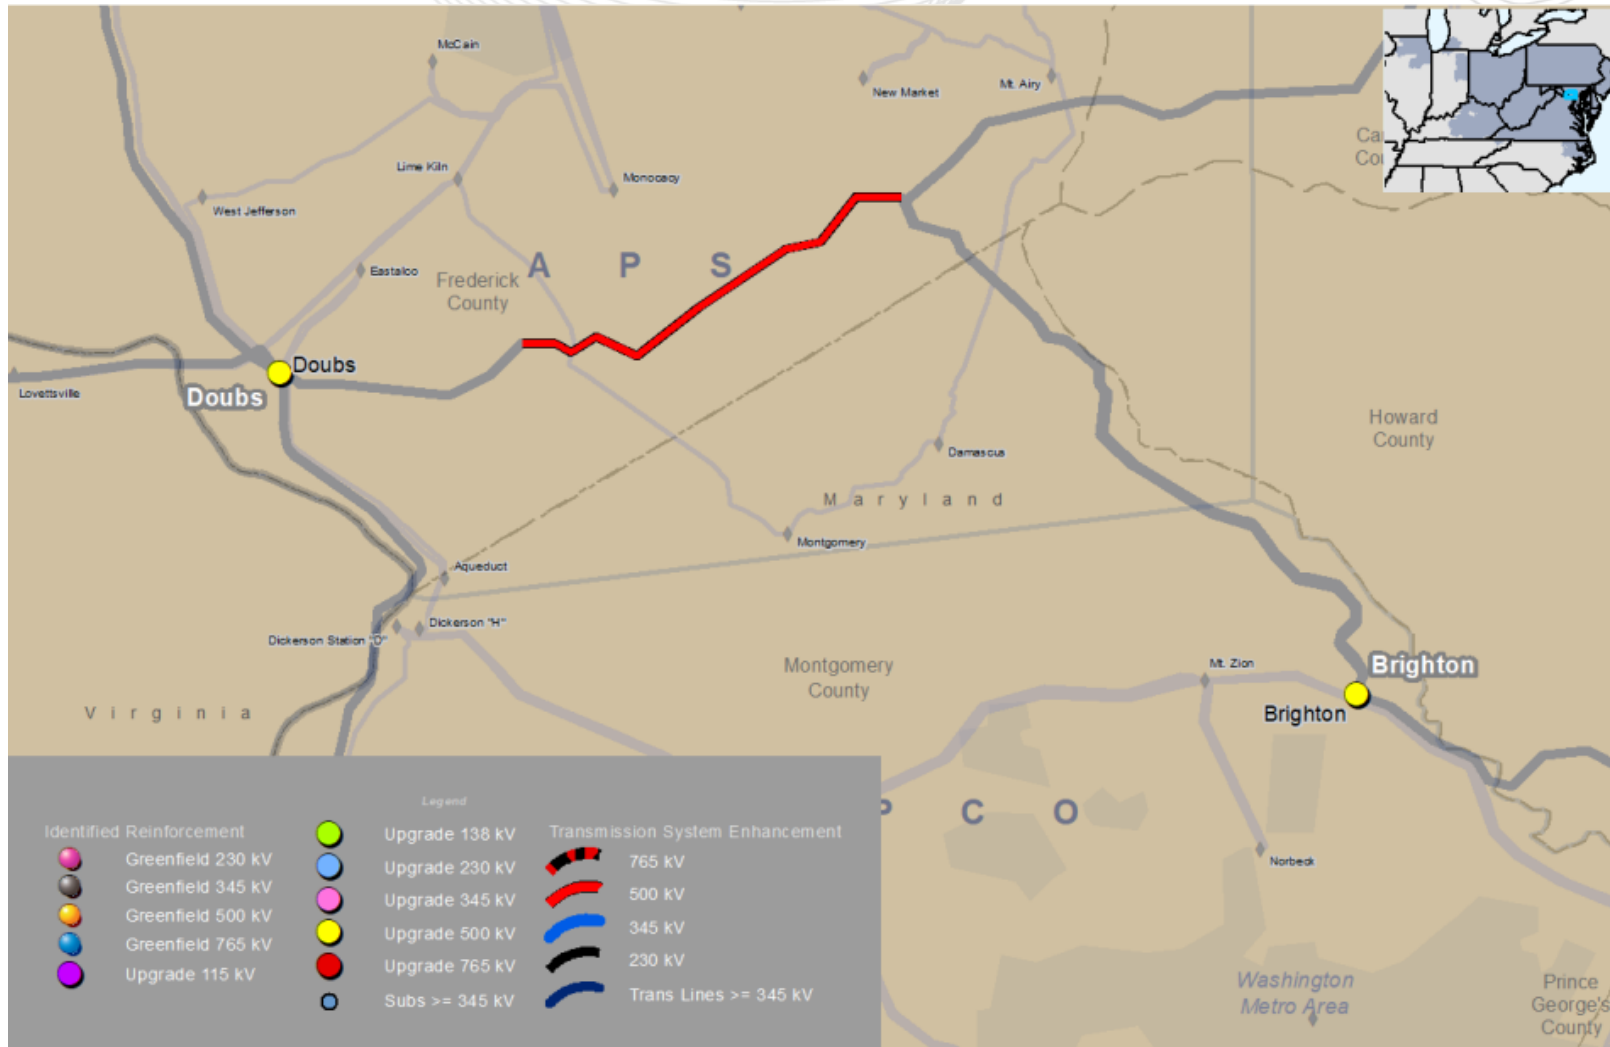 McCain
New Market
Mt. Airy
Lime Kiln
Monocacy
West Jefferson
Eastalco
Frederick
County
A P S
Doubs
Doubs
Lovettsville
Howard
County
Damascus
Maryland
Montgomery
Aqueduct
Dickerson Station "D"
Dickerson "H"
Montgomery
County
Mt. Zion
Brighton
Brighton
Virginia
P C O
Norbeck
Washington
Metro Area
Prince
George's
County
Legend
Identified Reinforcement
Greenfield 230 kV
Greenfield 345 kV
Greenfield 500 kV
Greenfield 765 kV
Upgrade 115 kV
Upgrade 138 kV
Upgrade 230 kV
Upgrade 345 kV
Upgrade 500 kV
Upgrade 765 kV
Subs >= 345 kV
Transmission System Enhancement
765 kV
500 kV
345 kV
230 kV
Trans Lines >= 345 kV